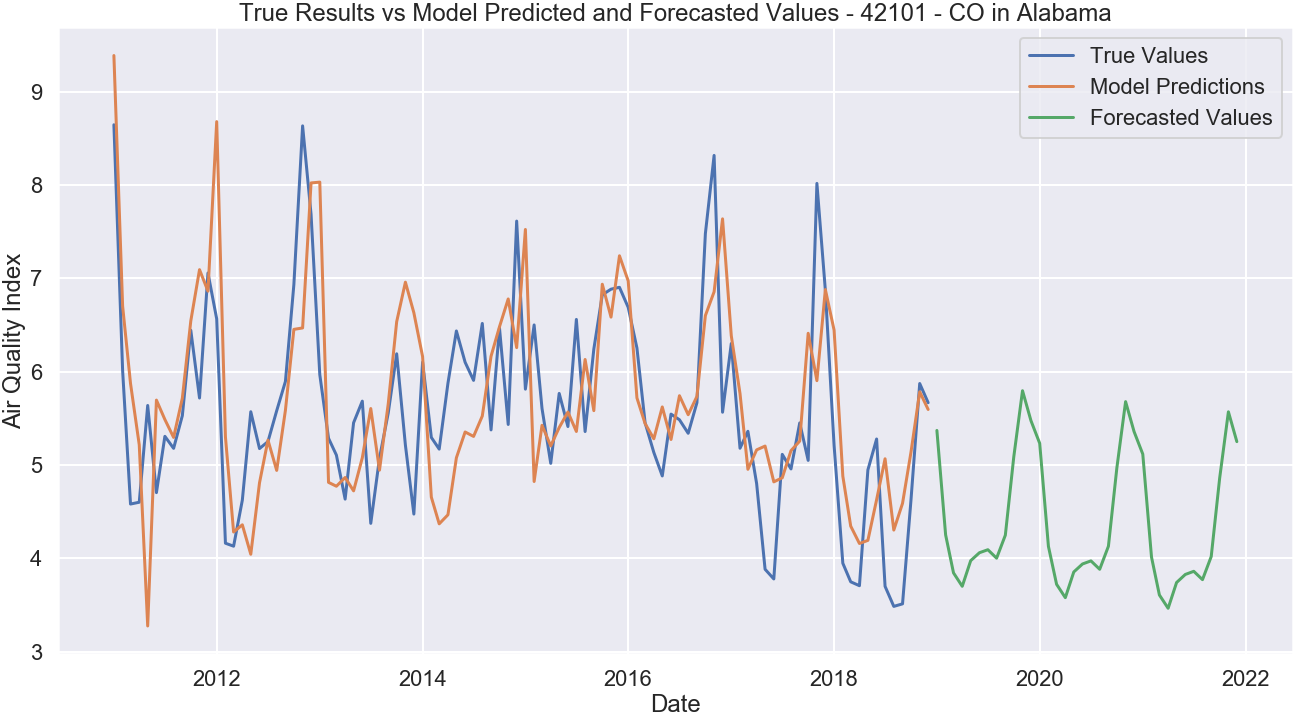 True Results vs Model Predicted and Forecasted Values - 42101 - CO in Alabama
True Values
Model Predictions
Forecasted Values
Air Quality Index
9
8
7
6
5
4
3
2012
2014
2016
2018
2020
2022
Date